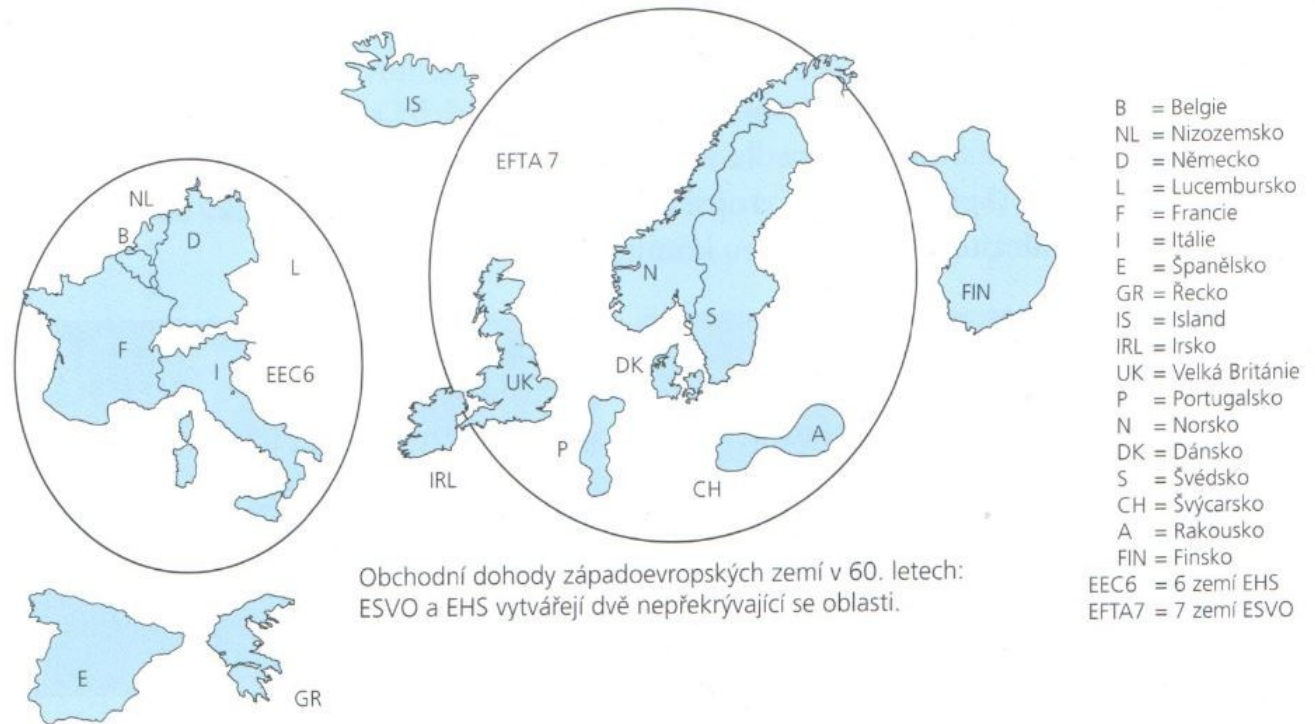 IS
EFTA 7
NL
B
D
L
F
I
EEC6
N
S
FIN
DK
UK
P
A
IRL
CH
E
GR
Obchodní dohody západoevropských zemí v 60. letech:
ESVO a EHS vytvářejí dvě nepřekrývající se oblasti.
B = Belgie
NL = Nizozemsko
D = Německo
L = Lucembursko
F = Francie
I = Itálie
E = Španělsko
GR = Řecko
IS = Island
IRL = Irsko
UK = Velká Británie
P = Portugalsko
N = Norsko
DK = Dánsko
S = Švédsko
CH = Švýcarsko
A = Rakousko
FIN = Finsko
EEC6 = 6 zemí EHS
EFTA7 = 7 zemí ESVO